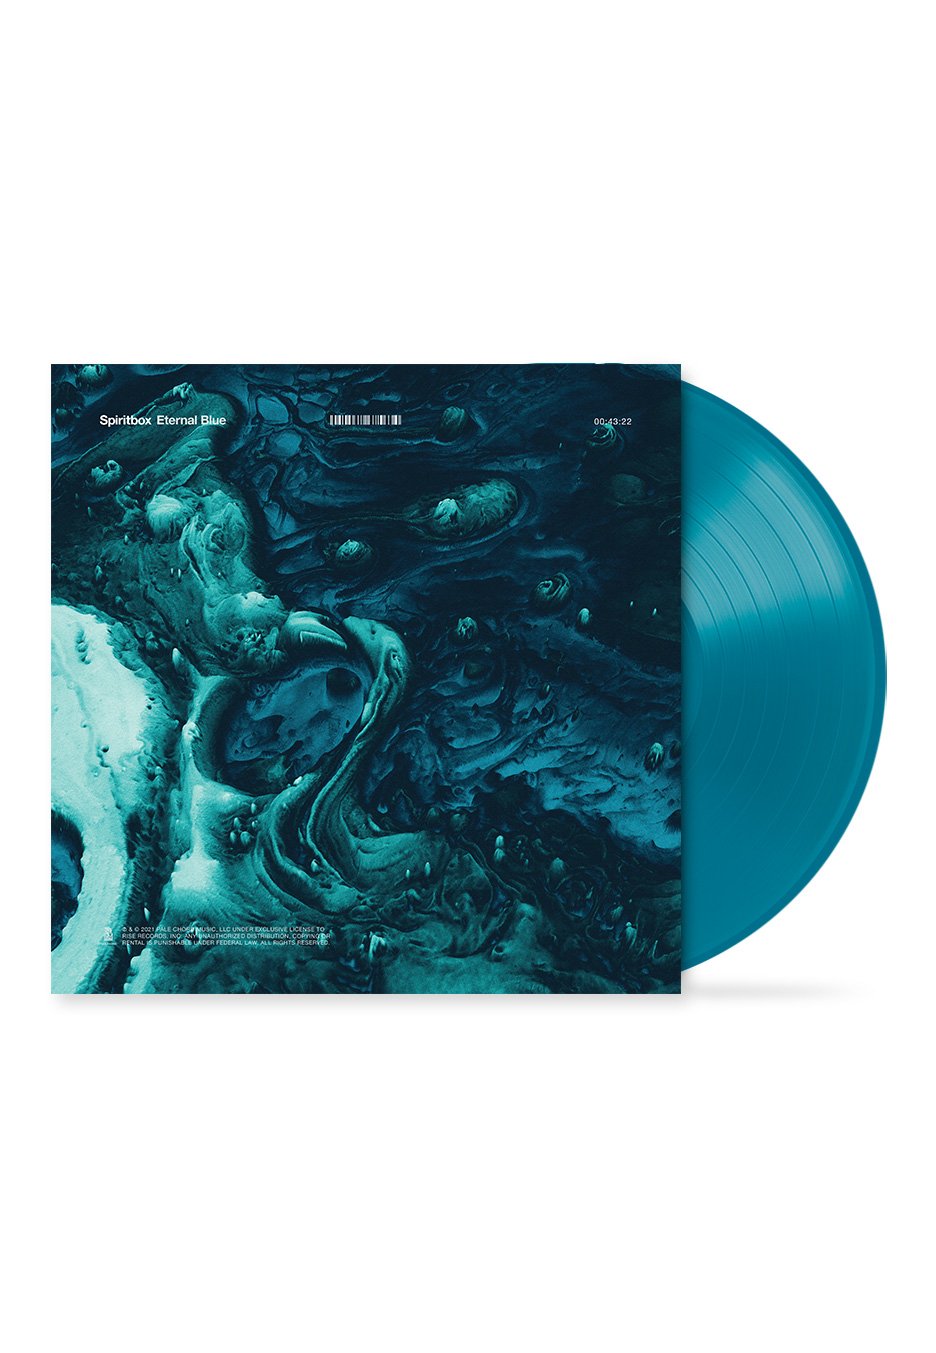 Spiritbox Eternal Blue
00:43:22
℗ & © 2021 PALE CHORD MUSIC, LLC UNDER EXCLUSIVE LICENSE TO
RISE RECORDS, INC. ANY UNAUTHORIZED DISTRIBUTION, COPYING OR
RENTAL IS PUNISHABLE UNDER FEDERAL LAW. ALL RIGHTS RESERVED.